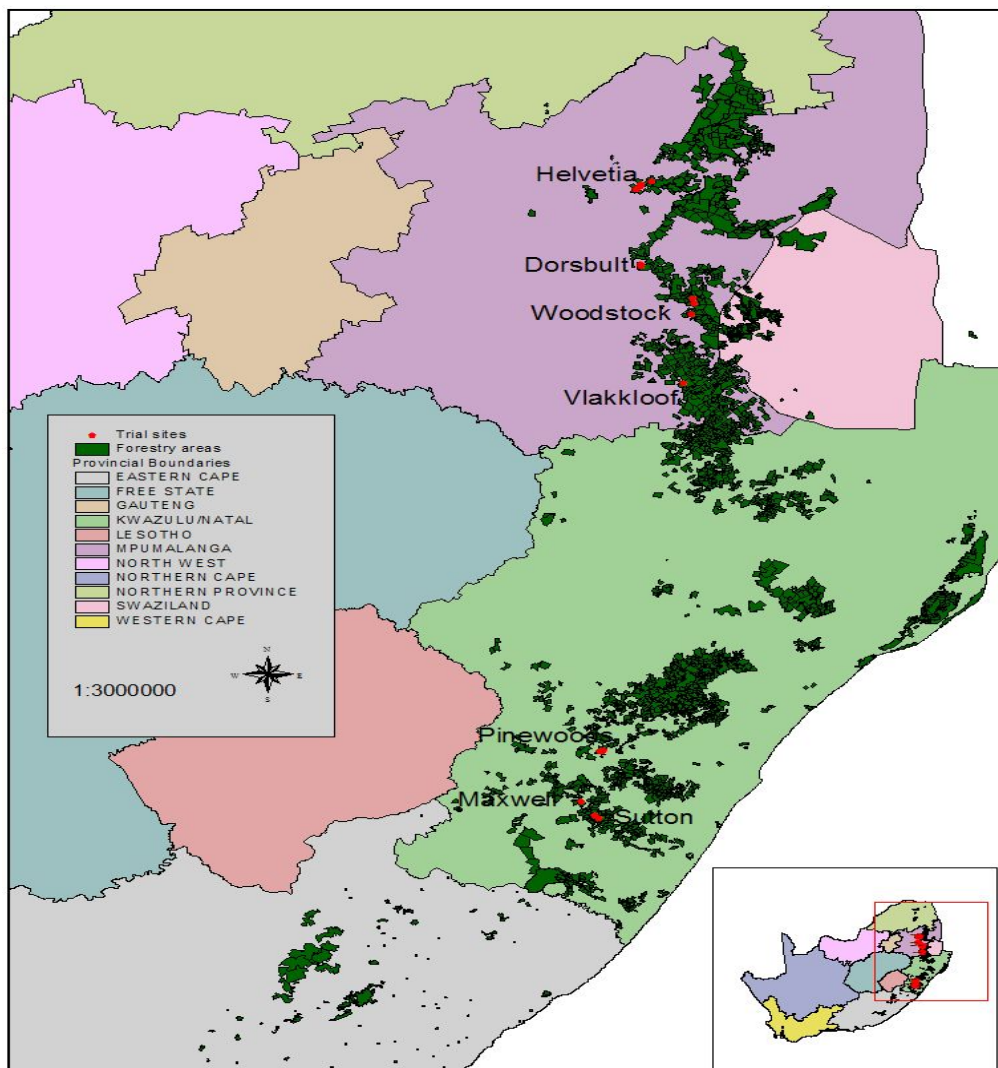 Helvetia
Dorsbult
Woodstock
Vlakkloof
Trial sites
Forestry areas
Provincial Boundaries
EASTERN CAPE
FREE STATE
GAUTENG
KWAZULU/NATAL
LESOTHO
MPUMALANGA
NORTH WEST
NORTHERN CAPE
NORTHERN PROVINCE
SWAZILAND
WESTERN CAPE
N
W E
S
1:3000000
Pinewoods
Maxwell
Sutton